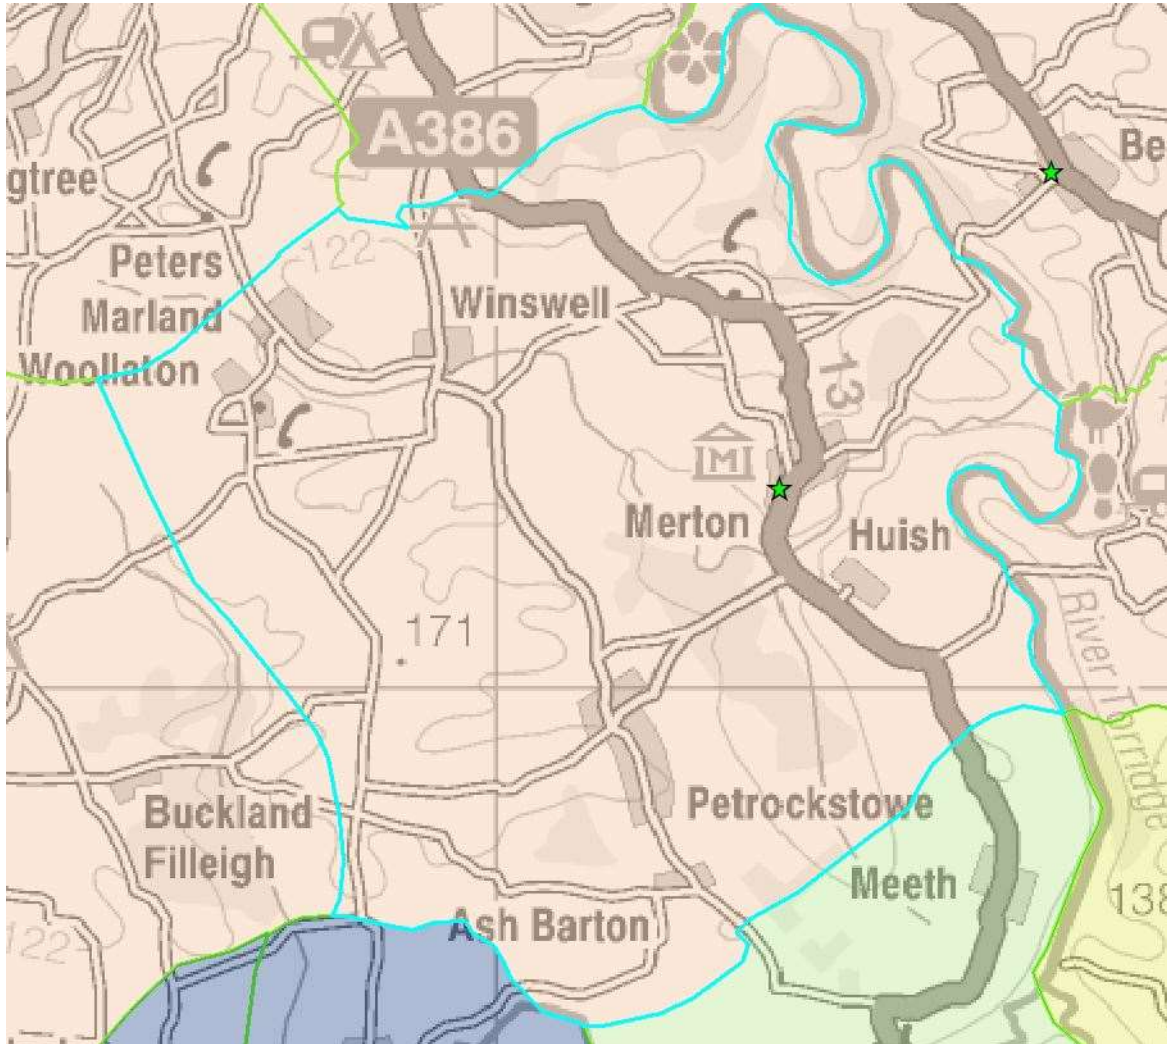 A386
Be
gtree
Peters
Marland
122
Winswell
Woollaton
13
M
Merton
Huish
171
River Torridge
Buckland
Filleigh
Petrockstowe
Meeth
138
Ash Barton
122